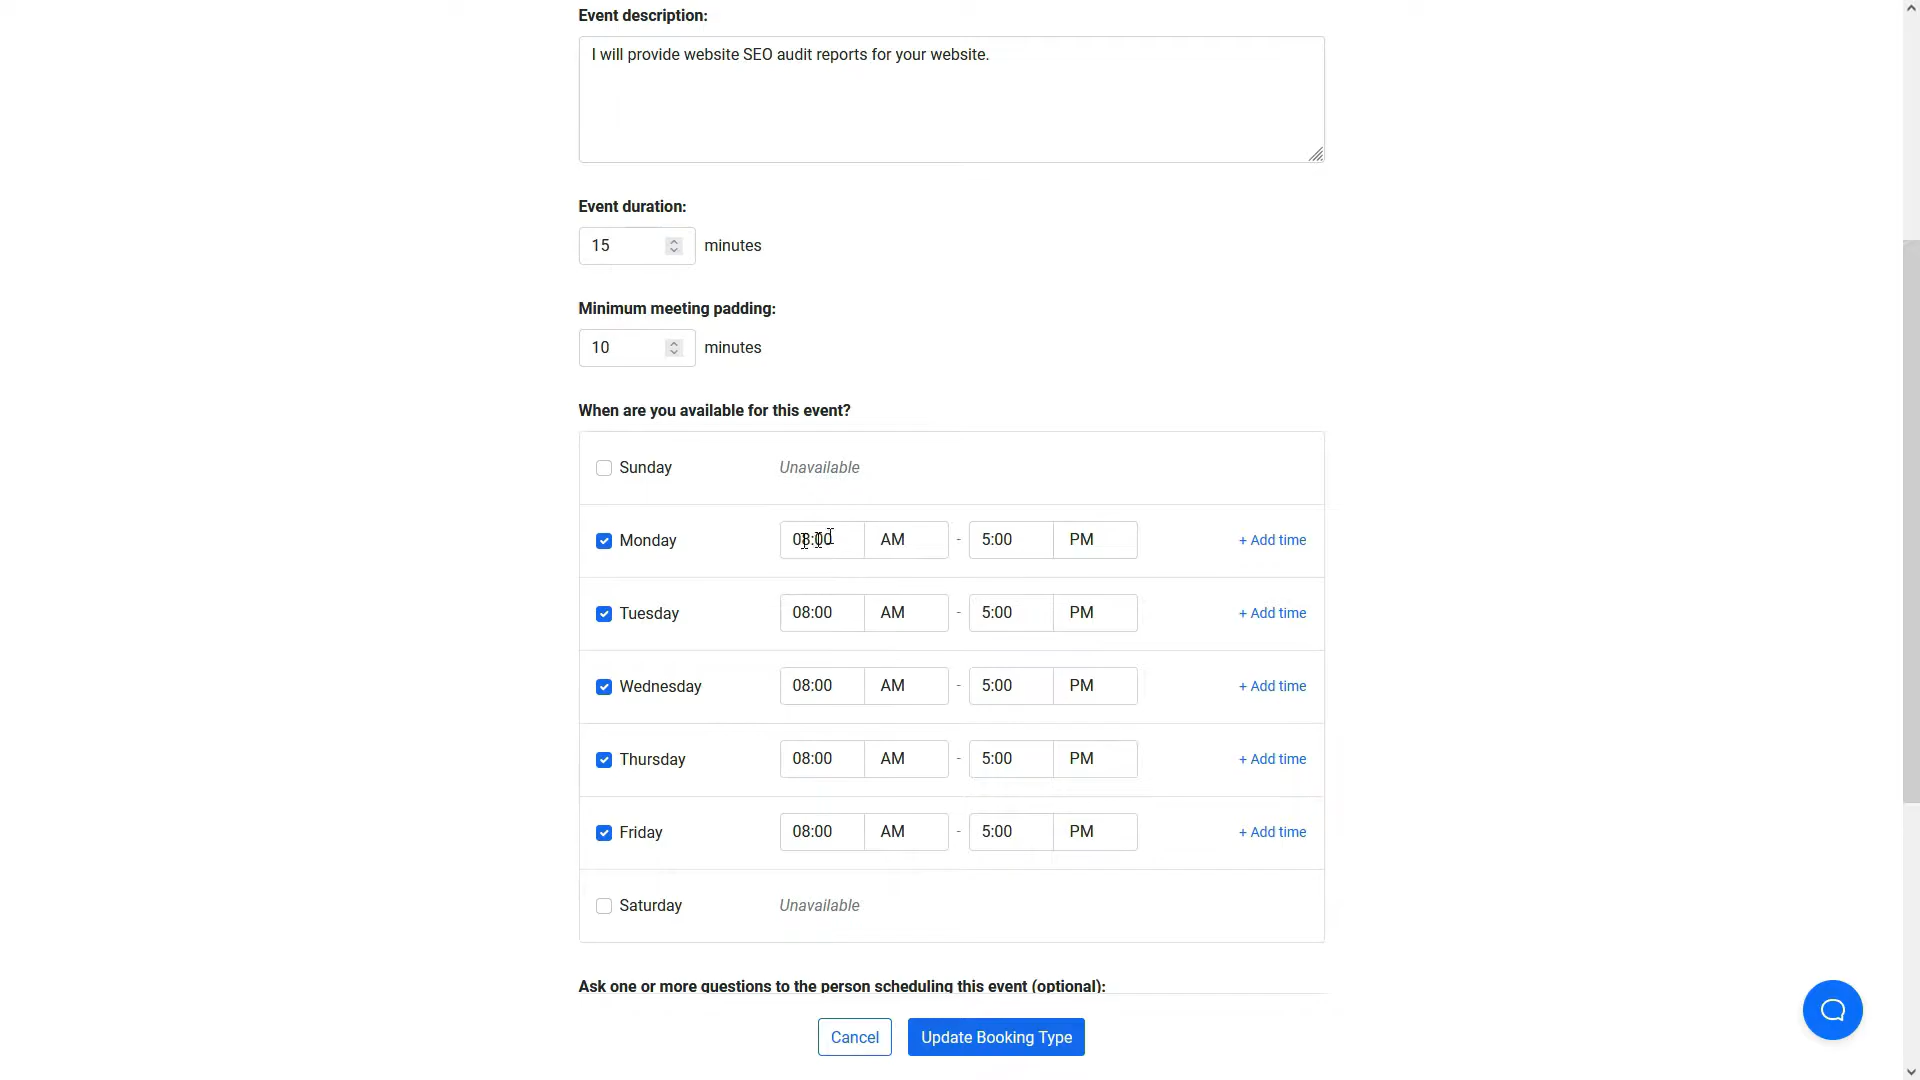 Event description:
I will provide website SEO audit reports for your website.
Event duration:
15 minutes
Minimum meeting padding:
10 minutes
When are you available for this event?
Sunday Unavailable
Monday 08:00 AM - 5:00 PM + Add time
Tuesday 08:00 AM - 5:00 PM + Add time
Wednesday 08:00 AM - 5:00 PM + Add time
Thursday 08:00 AM - 5:00 PM + Add time
Friday 08:00 AM - 5:00 PM + Add time
Saturday Unavailable
Ask one or more questions to the person scheduling this event (optional):
Cancel Update Booking Type